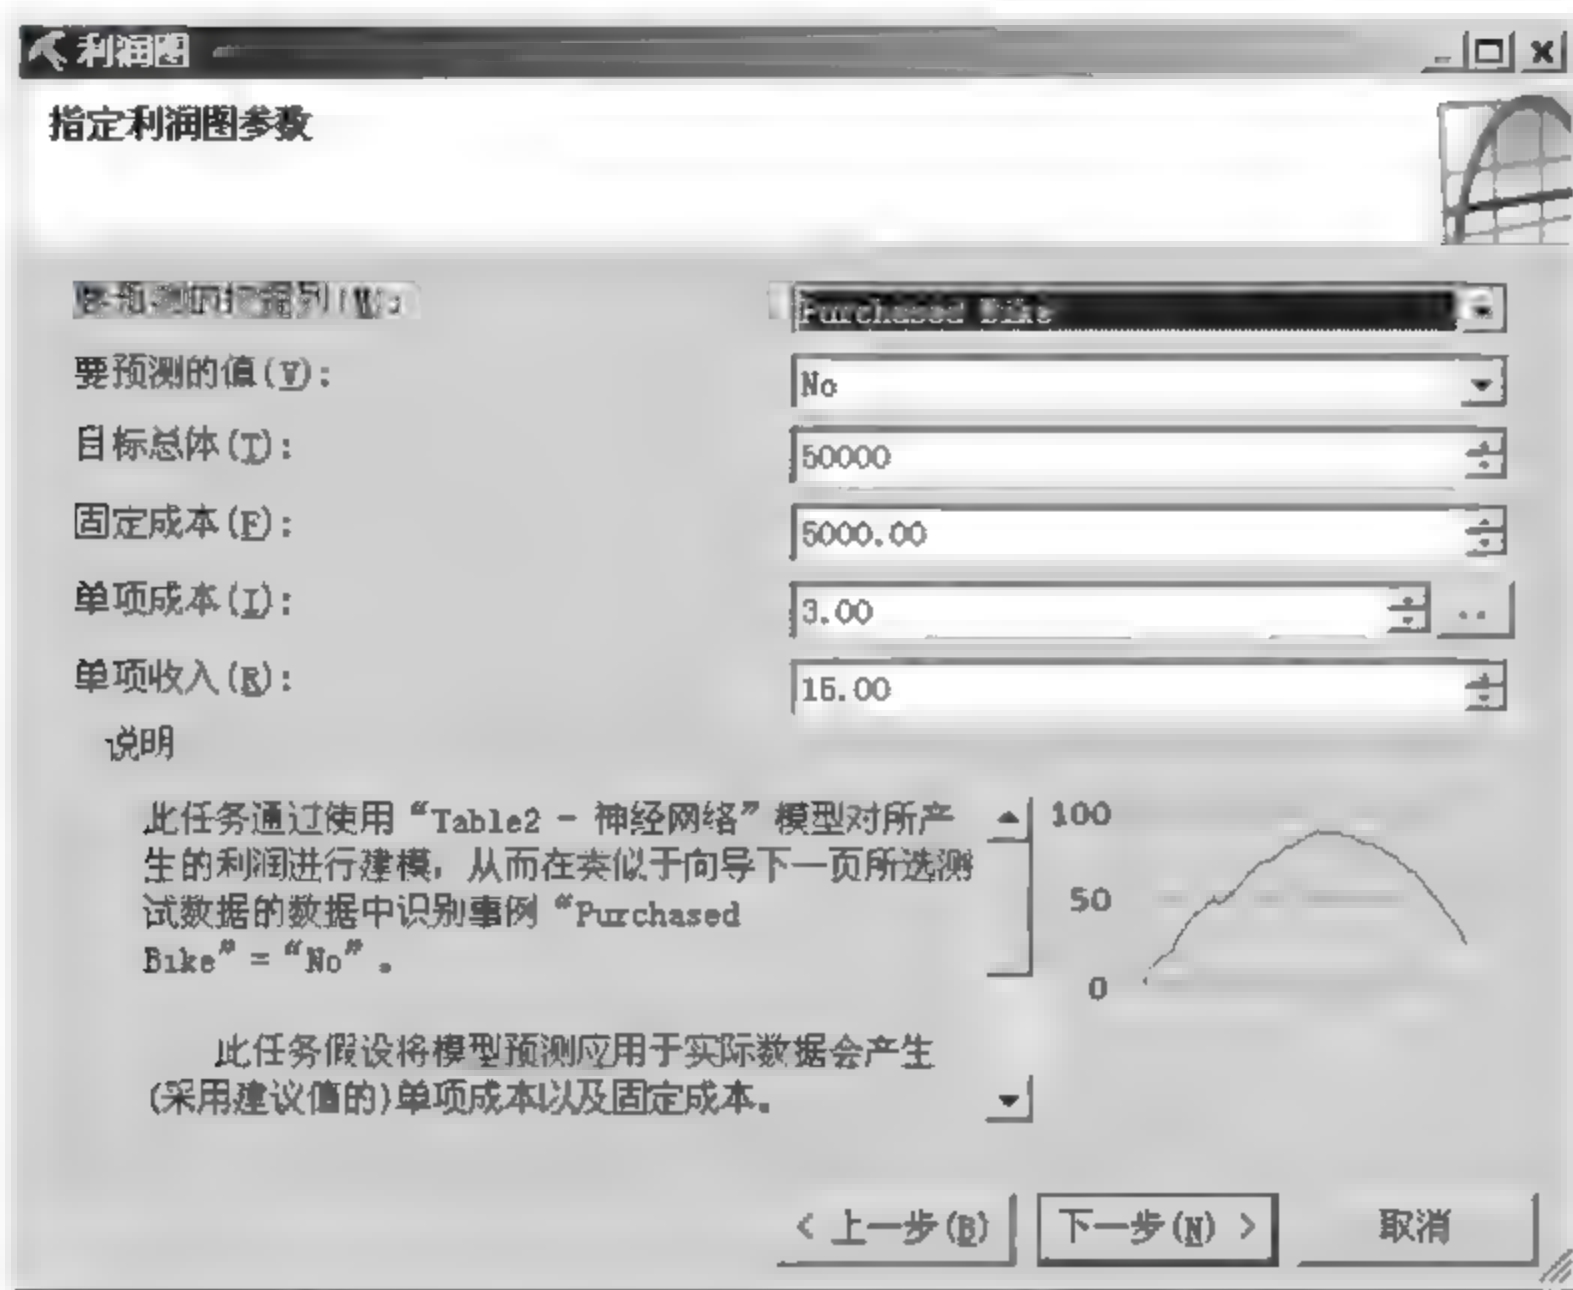 利润图
指定利润图参数
Purchased Bike
要预测的值(V):
No
目标总体(T):
50000
固定成本(F):
5000.00
单项成本(I):
3.00
..
单项收入(R):
15.00
说明
此任务通过使用“Table2 - 神经网络”模型对所产
生的利润进行建模，从而在类似于向导下一页所选测
试数据的数据中识别事例“Purchased
Bike”=“No”。
此任务假设将模型预测应用于实际数据会产生
(采用建议值的)单项成本以及固定成本。
100
50
0
< 上一步(B)
下一步(N) >
取消